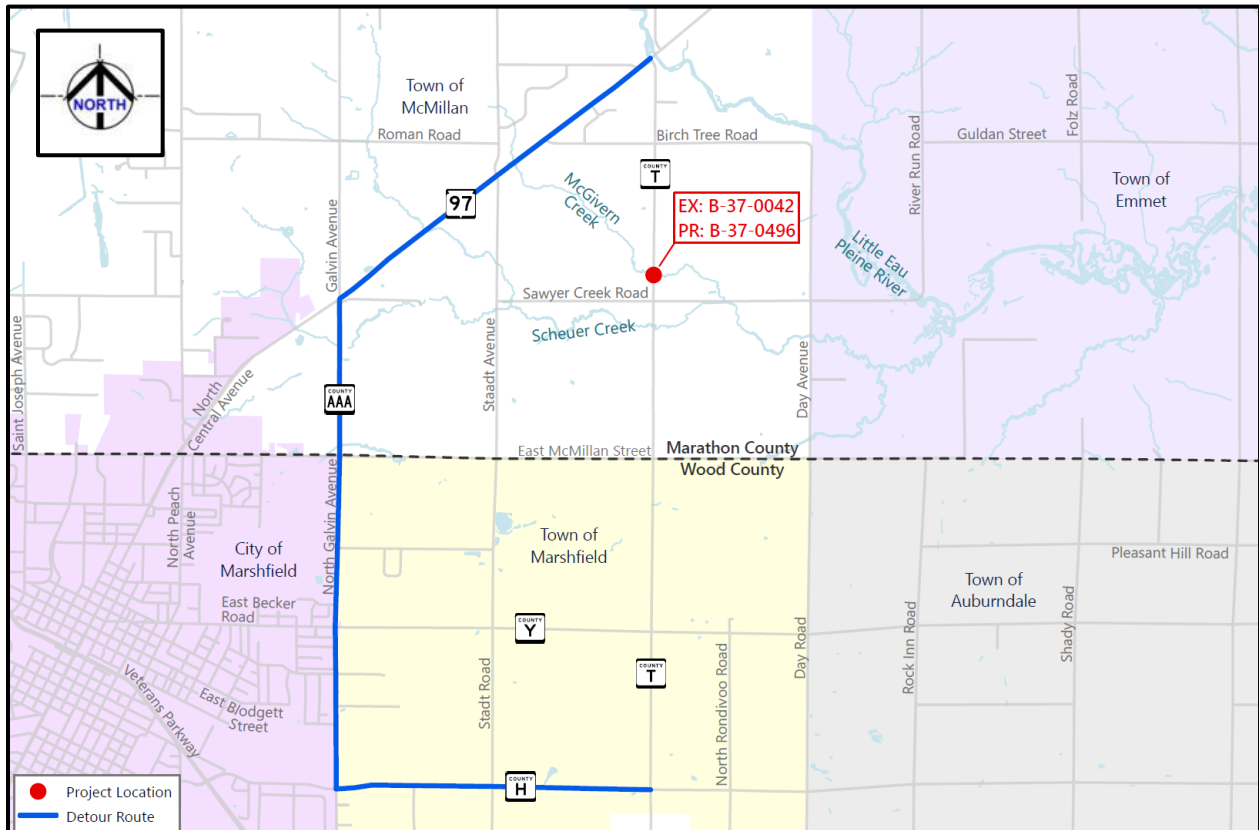 NORTH
Town of
McMillan
Roman Road
Birch Tree Road
COUNTY
T
Guldan Street
Folz Road
River Run Road
Town of
Emmet
97
McGivern
Creek
EX: B-37-0042
PR: B-37-0496
Galvin Avenue
Little Eau
Pleine River
Sawyer Creek Road
Scheuer Creek
Saint Joseph Avenue
North
Central Avenue
COUNTY
AAA
Staadt Avenue
Day Avenue
East McMillan Street
Marathon County
Wood County
North Peach
Avenue
City of
Marshfield
North Galvin Avenue
Town of
Marshfield
Pleasant Hill Road
Town of
Auburndale
East Becker
Road
COUNTY
Y
COUNTY
T
Stadt Road
North Rondivoo Road
Day Road
Rock Inn Road
Shady Road
Veterans Parkway
East Blodgett
Street
COUNTY
H
Project Location
Detour Route